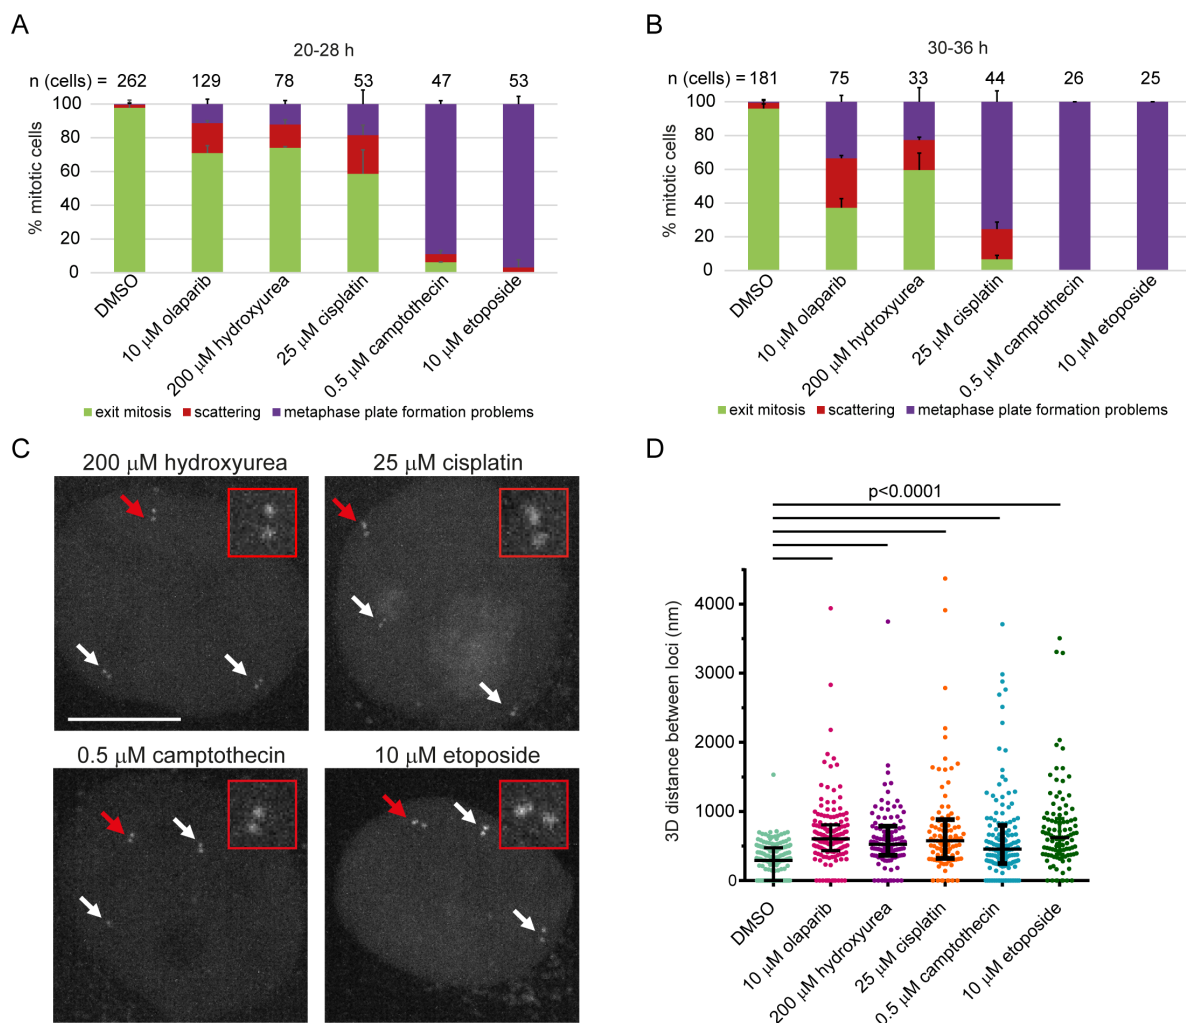 A
20-28 h
n (cells) = 262 129 78 53 47 53
100
80
60
40
20
0
% mitotic cells
DMSO
10 µM olaparib
200 µM hydroxyurea
25 µM cisplatin
0.5 µM camptothecin
10 µM etoposide
exit mitosis scattering metaphase plate formation problems
B
30-36 h
n (cells) = 181 75 33 44 26 25
100
80
60
40
20
0
% mitotic cells
DMSO
10 µM olaparib
200 µM hydroxyurea
25 µM cisplatin
0.5 µM camptothecin
10 µM etoposide
exit mitosis scattering metaphase plate formation problems
C
200 µM hydroxyurea
25 µM cisplatin
0.5 µM camptothecin
10 µM etoposide
D
p<0.0001
4000
3000
2000
1000
0
3D distance between loci (nm)
DMSO
10 µM olaparib
200 µM hydroxyurea
25 µM cisplatin
0.5 µM camptothecin
10 µM etoposide